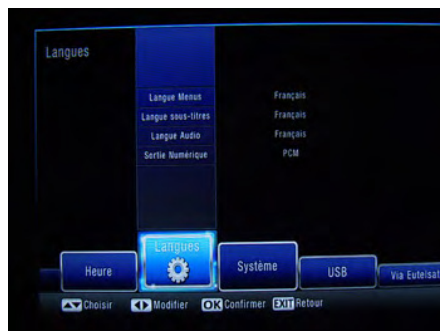 Langues
Langue Menus Français
Langue sous-titres Français
Langue Audio Français
Sortie Numérique PCM
Heure Langues Système USB Via Eutelsat
Choisir Modifier OK Confirmer EXIT Retour